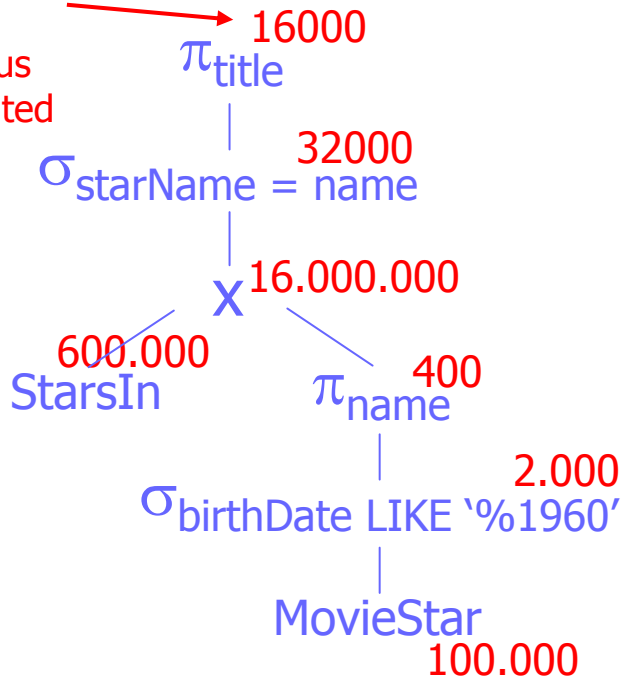 16000
πtitle
us
ted
32000
σstarName = name
x 16.000.000
600.000
StarsIn
400
πname
2.000
σbirthDate LIKE ‘%1960’
MovieStar
100.000